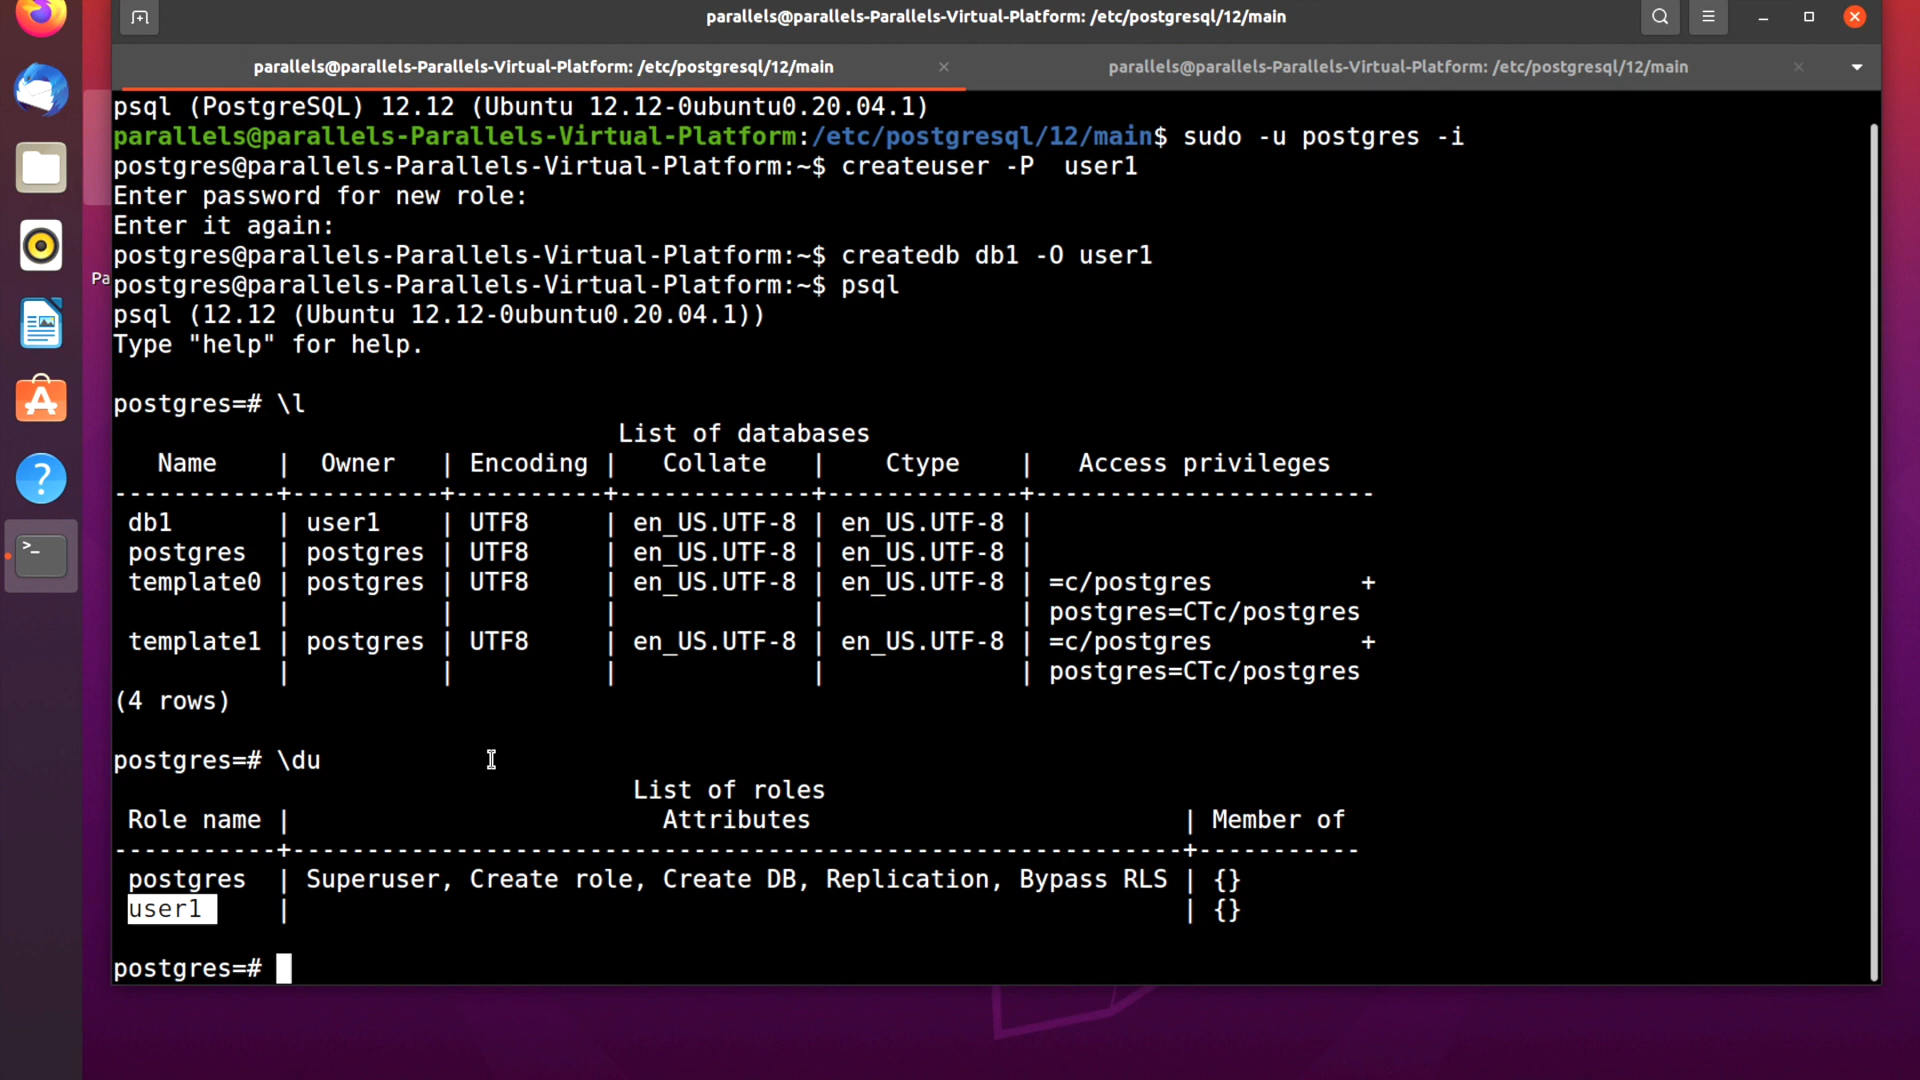 parallels@parallels-Parallels-Virtual-Platform: /etc/postgresql/12/main
parallels@parallels-Parallels-Virtual-Platform: /etc/postgresql/12/main
parallels@parallels-Parallels-Virtual-Platform: /etc/postgresql/12/main
psql (PostgreSQL) 12.12 (Ubuntu 12.12-0ubuntu0.20.04.1)
parallels@parallels-Parallels-Virtual-Platform:/etc/postgresql/12/main$ sudo -u postgres -i
postgres@parallels-Parallels-Virtual-Platform:~$ createuser -P  user1
Enter password for new role:
Enter it again:
postgres@parallels-Parallels-Virtual-Platform:~$ createdb db1 -O user1
Pa
postgres@parallels-Parallels-Virtual-Platform:~$ psql
psql (12.12 (Ubuntu 12.12-0ubuntu0.20.04.1))
Type "help" for help.
postgres=# \l
List of databases
Name | Owner | Encoding | Collate | Ctype | Access privileges
-----------+----------+----------+-------------+-------------+-----------------------
db1 | user1 | UTF8 | en_US.UTF-8 | en_US.UTF-8 |
postgres | postgres | UTF8 | en_US.UTF-8 | en_US.UTF-8 |
template0 | postgres | UTF8 | en_US.UTF-8 | en_US.UTF-8 | =c/postgres +
| | | | | postgres=CTc/postgres
template1 | postgres | UTF8 | en_US.UTF-8 | en_US.UTF-8 | =c/postgres +
| | | | | postgres=CTc/postgres
(4 rows)
postgres=# \du
List of roles
Role name | Attributes | Member of
-----------+------------------------------------------------------------+-----------
postgres | Superuser, Create role, Create DB, Replication, Bypass RLS | {}
user1 | | {}
postgres=#